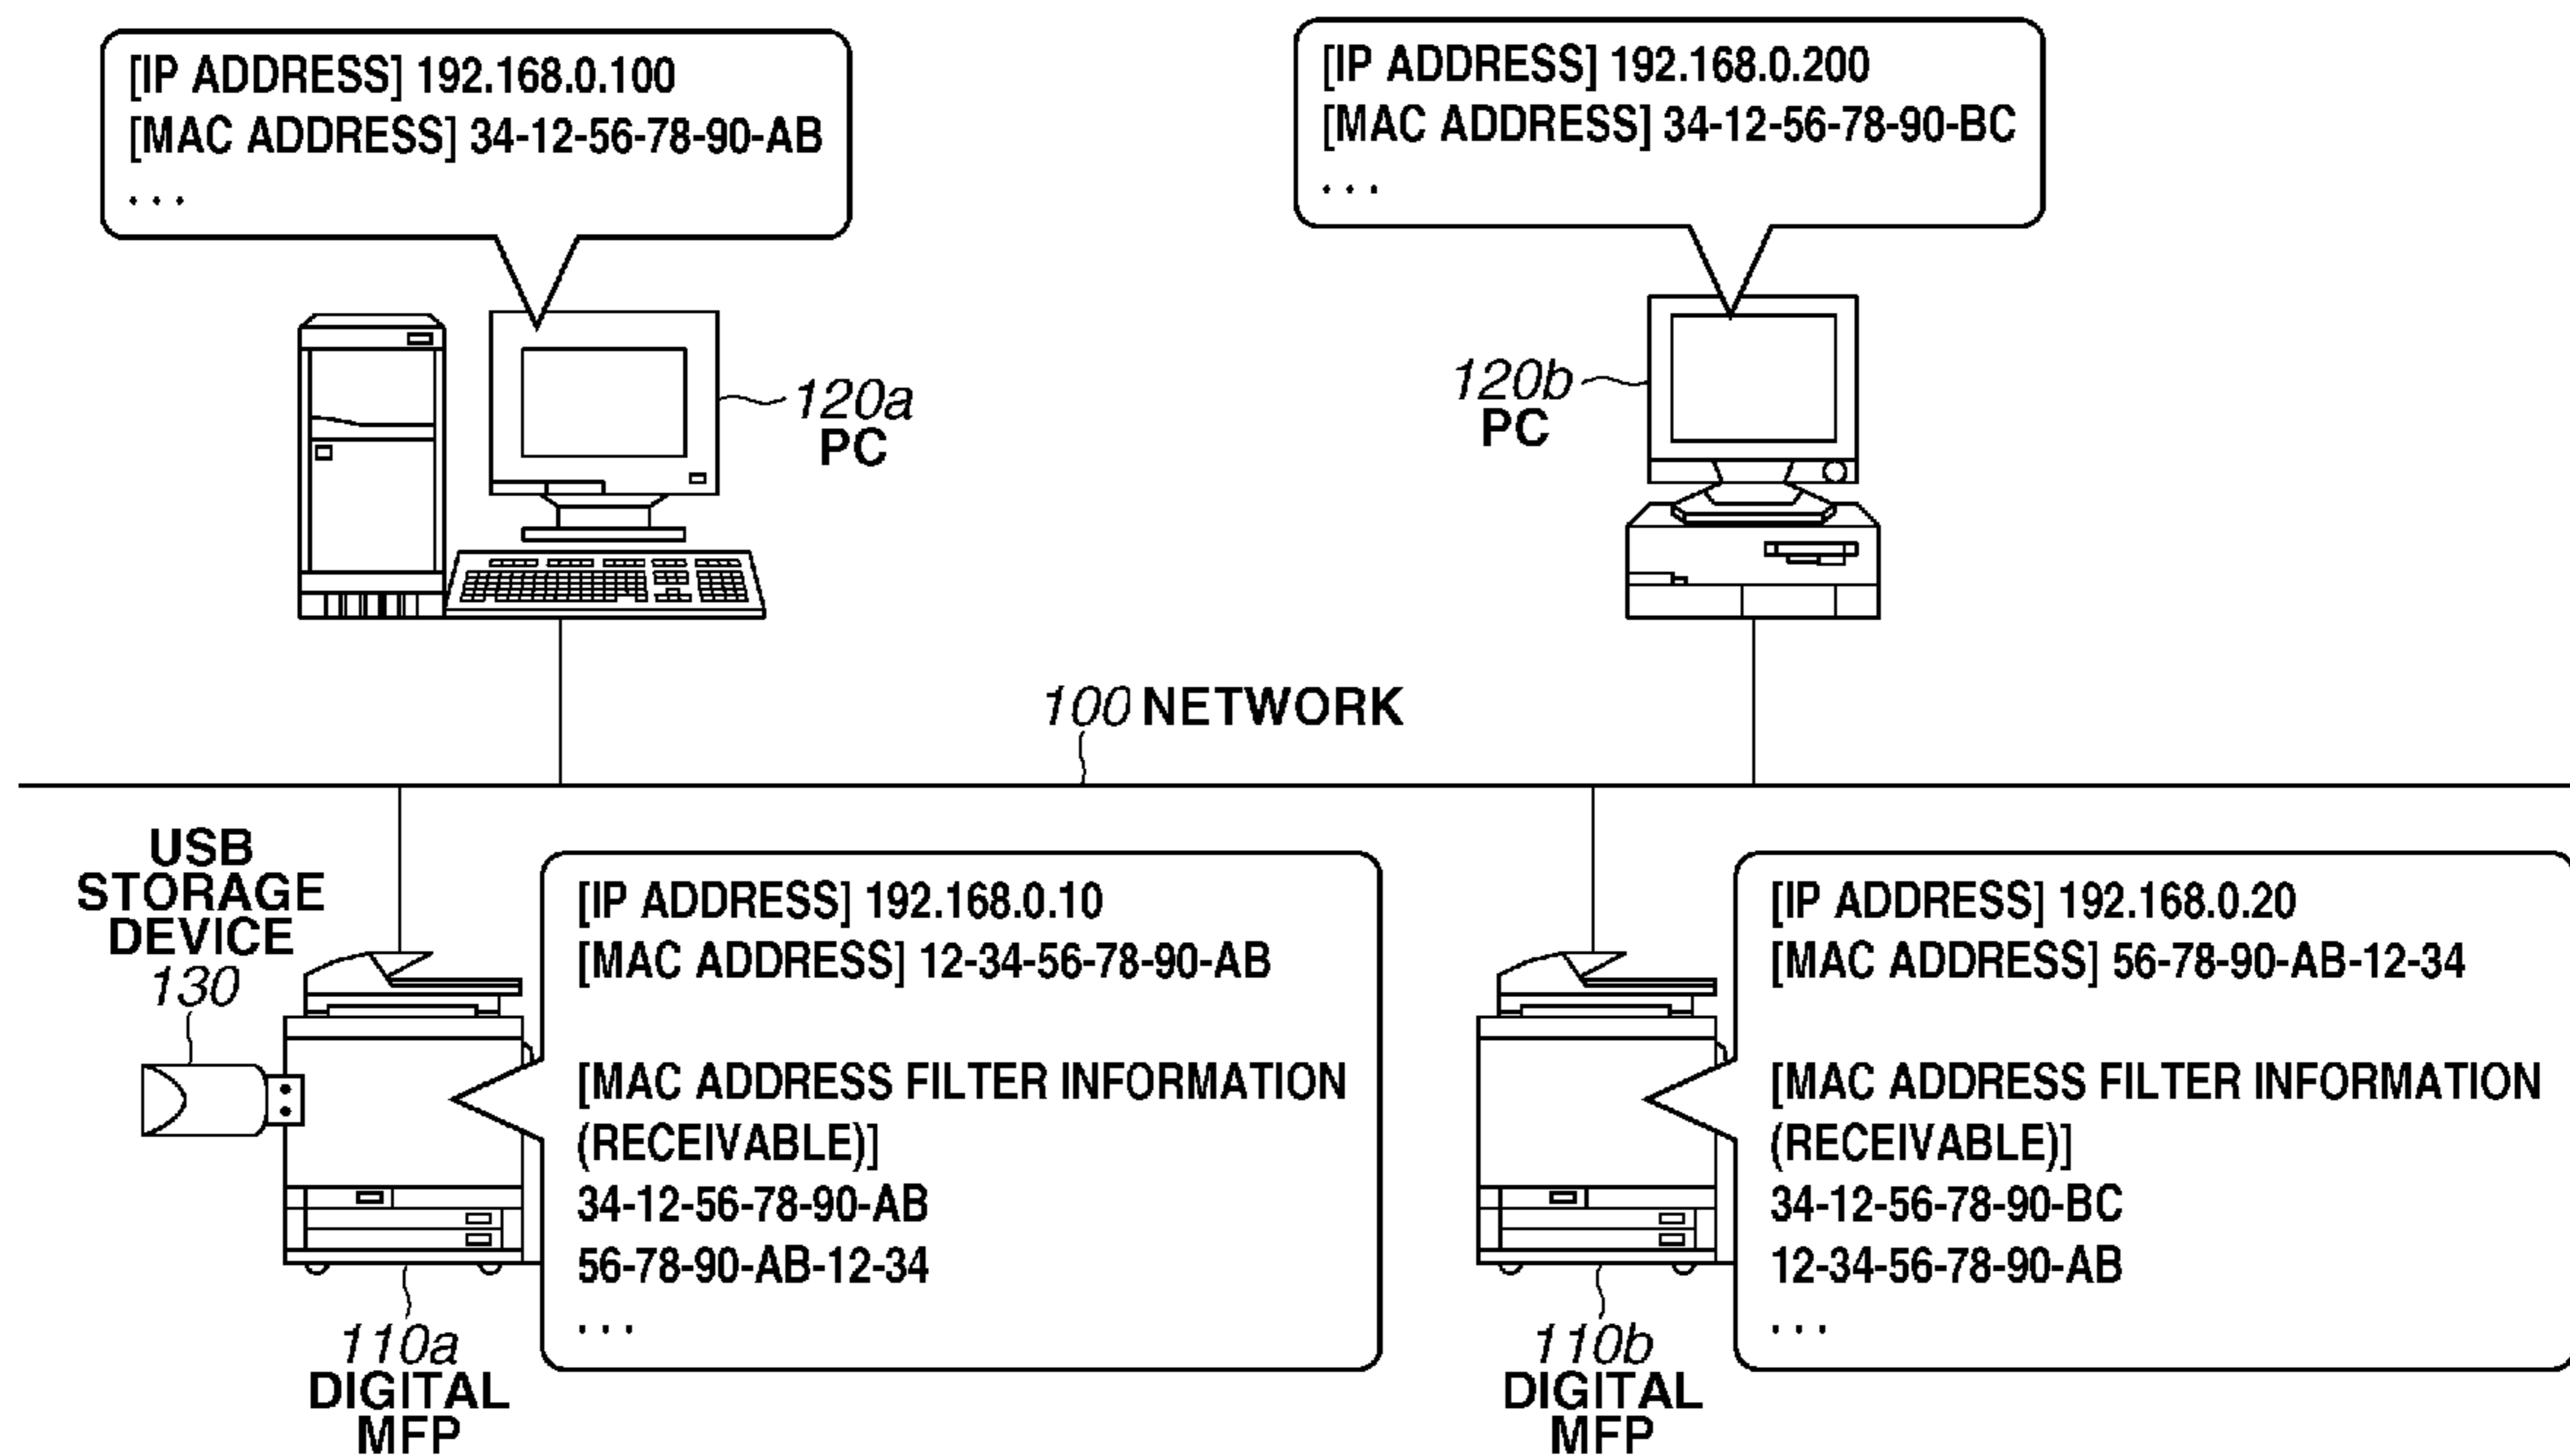 [IP ADDRESS] 192.168.0.100
[MAC ADDRESS] 34-12-56-78-90-AB
...
[IP ADDRESS] 192.168.0.200
[MAC ADDRESS] 34-12-56-78-90-BC
...
120a
PC
120b
PC
100 NETWORK
USB
STORAGE
DEVICE
130
[IP ADDRESS] 192.168.0.10
[MAC ADDRESS] 12-34-56-78-90-AB
[MAC ADDRESS FILTER INFORMATION
(RECEIVABLE)]
34-12-56-78-90-AB
56-78-90-AB-12-34
...
110a
DIGITAL
MFP
[IP ADDRESS] 192.168.0.20
[MAC ADDRESS] 56-78-90-AB-12-34
[MAC ADDRESS FILTER INFORMATION
(RECEIVABLE)]
34-12-56-78-90-BC
12-34-56-78-90-AB
...
110b
DIGITAL
MFP